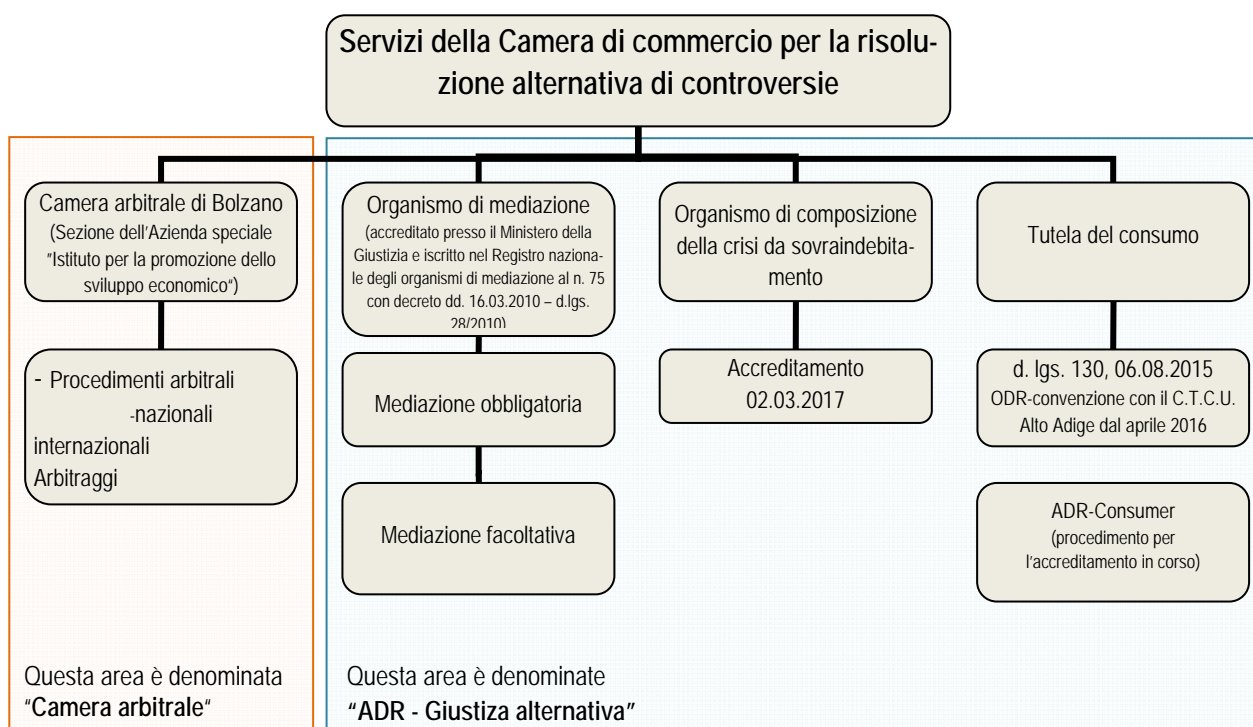 Servizi della Camera di commercio per la risolu-
zione alternativa di controversie
Camera arbitrale di Bolzano
(Sezione dell'Azienda speciale
"Istituto per la promozione dello
sviluppo economico")
- Procedimenti arbitrali
-nazionali
internazionali
Arbitraggi
Organismo di mediazione
(accreditato presso il Ministero della
Giustizia e iscritto nel Registro naziona-
le degli organismi di mediazione al n. 75
con decreto dd. 16.03.2010 – d.lgs.
28/2010)
Mediazione obbligatoria
Mediazione facoltativa
Organismo di composizione
della crisi da sovraindebita-
mento
Accreditamento
02.03.2017
Tutela del consumo
d. lgs. 130, 06.08.2015
ODR-convenzione con il C.T.C.U.
Alto Adige dal aprile 2016
ADR-Consumer
(procedimento per
l'accreditamento in corso)
Questa area è denominata
"Camera arbitrale"
Questa area è denominate
"ADR - Giustiza alternativa"